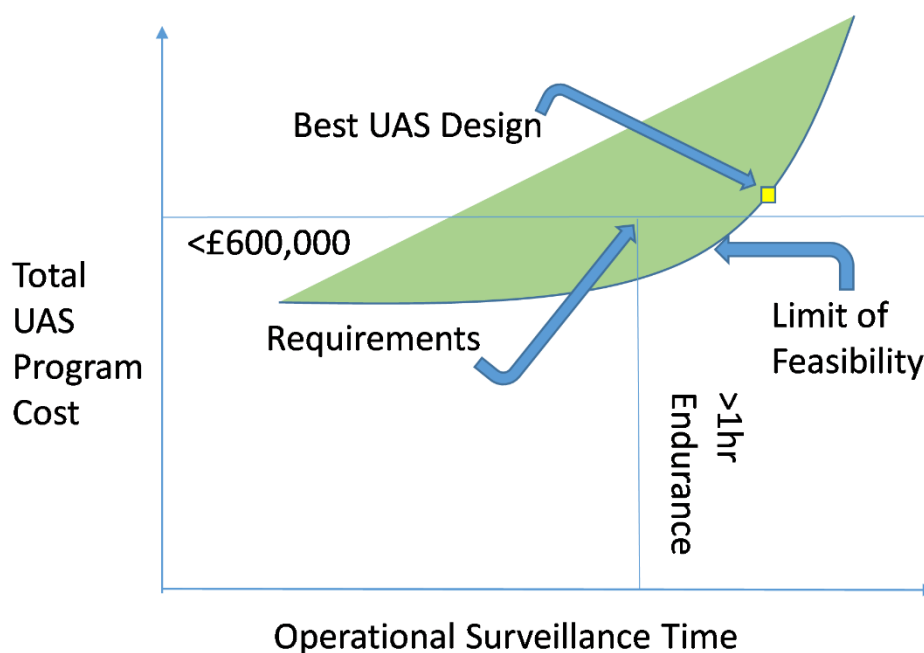 Best UAS Design
<£600,000
Total
UAS
Program
Cost
Requirements
Limit of
Feasibility
>1hr
Endurance
Operational Surveillance Time